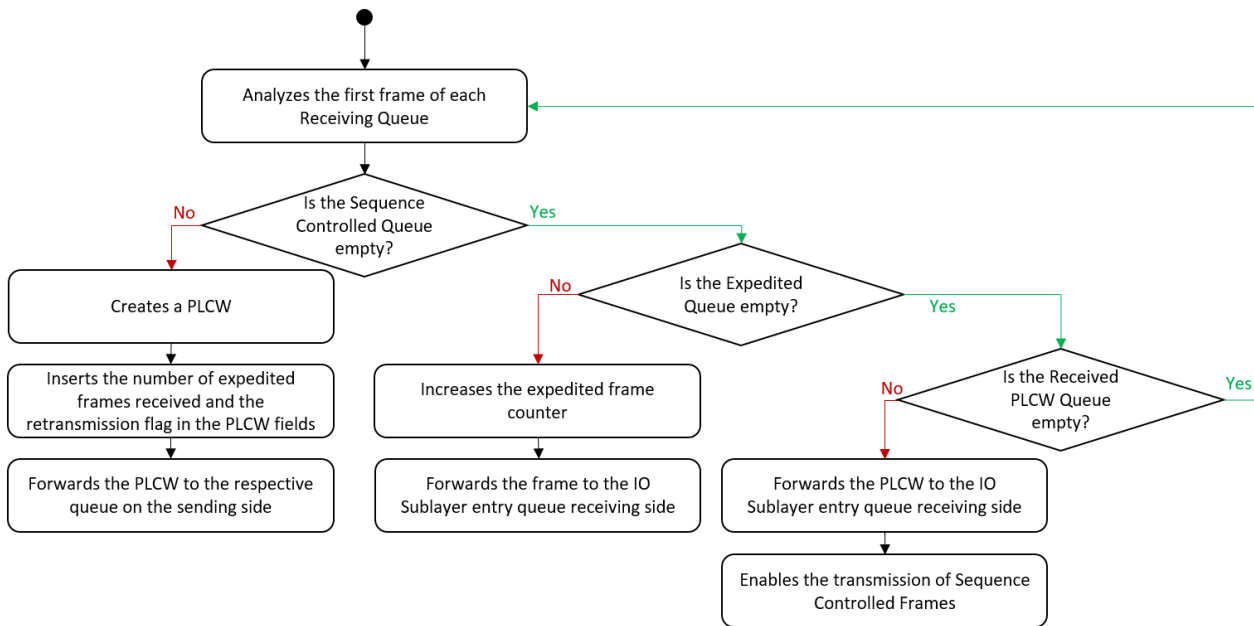 Analyzes the first frame of each
Receiving Queue
Is the Sequence
Controlled Queue
empty?
No
Yes
Creates a PLCW
Is the Expedited
Queue empty?
No
Yes
Inserts the number of expedited
frames received and the
retransmission flag in the PLCW fields
Increases the expedited frame
counter
Is the Received
PLCW Queue
empty?
No
Yes
Forwards the PLCW to the respective
queue on the sending side
Forwards the frame to the IO
Sublayer entry queue receiving side
Forwards the PLCW to the IO
Sublayer entry queue receiving side
Enables the transmission of Sequence
Controlled Frames